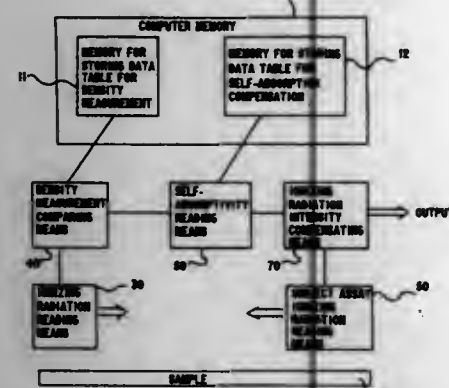 COMPUTER MEMORY
MEMORY FOR
STORING DATA
TABLE FOR
DENSITY
MEASUREMENT
11
MEMORY FOR STORING
DATA TABLE FOR
SELF-ABSORPTION
COMPENSATION
12
DENSITY
MEASUREMENT
COMPARING
MEANS
SELF-
ABSORPTIVITY
READING
MEANS
80
IONIZING
RADIATION
INTENSITY
COMPENSATING
MEANS
70
OUTPUT
IONIZING
RADIATION
READING
MEANS
30
SUBJECT ASSAY
IONIZING
RADIATION
READING
MEANS
50
SAMPLE